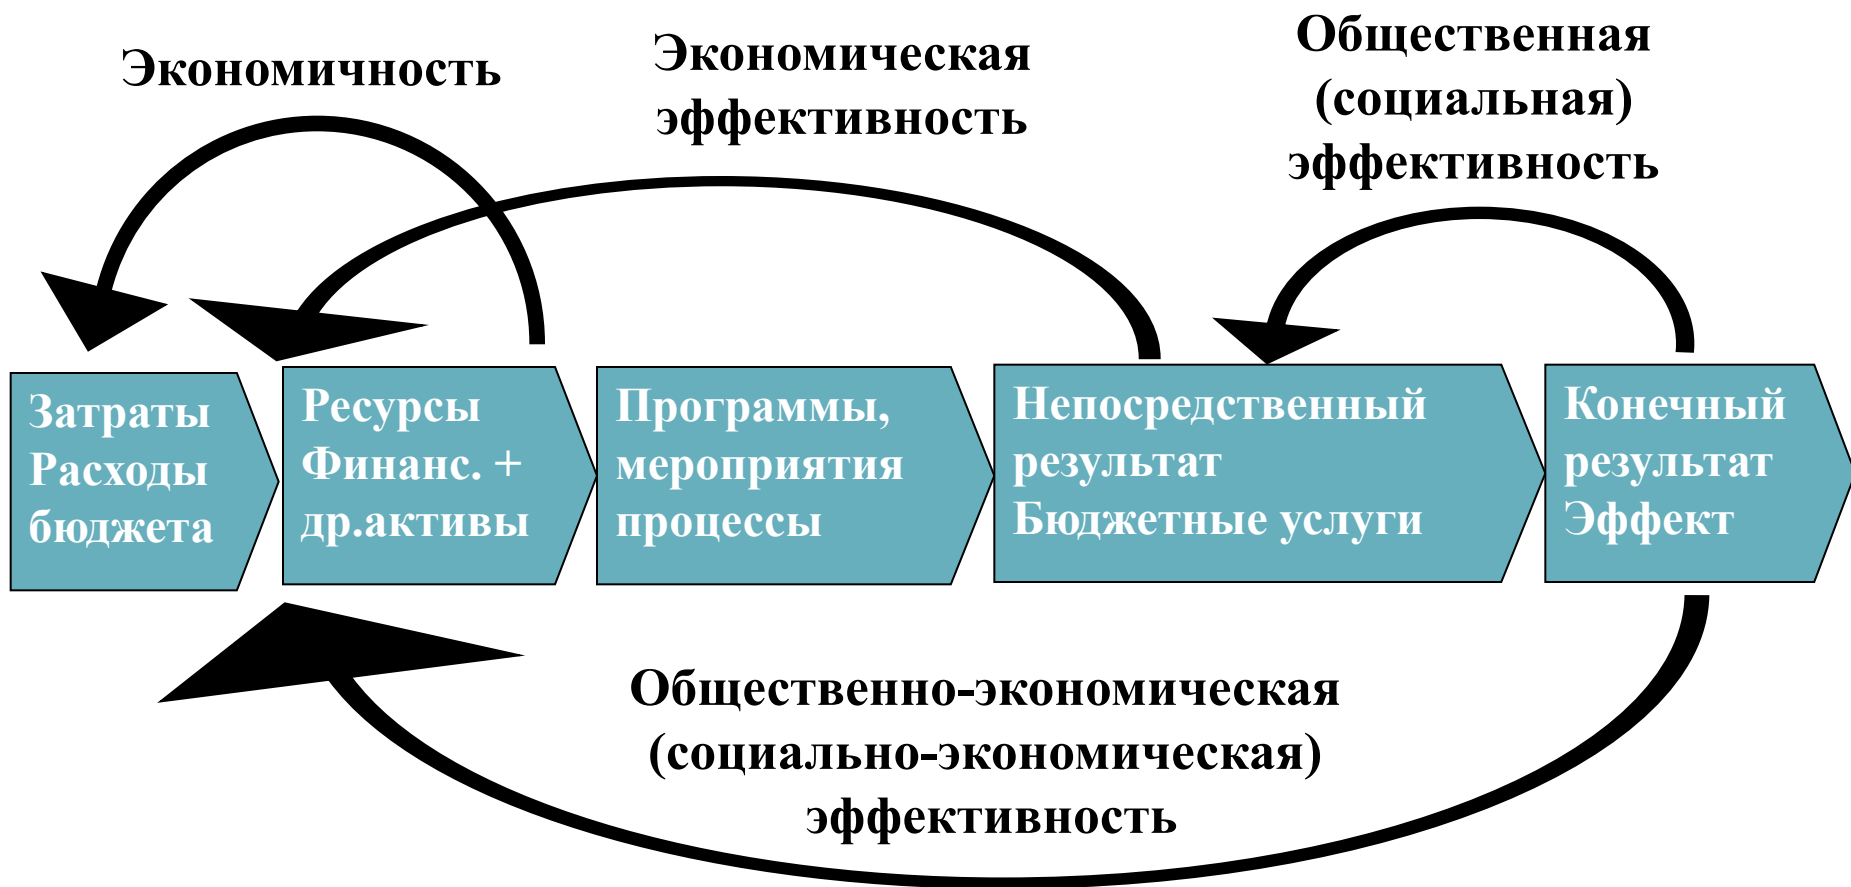 Экономичность
Экономическая
эффективность
Общественная
(социальная)
эффективность
Затраты
Расходы
бюджета
Ресурсы
Финанс. +
др.активы
Программы,
мероприятия
процессы
Непосредственный
результат
Бюджетные услуги
Конечный
результат
Эффект
Общественно-экономическая
(социально-экономическая)
эффективность